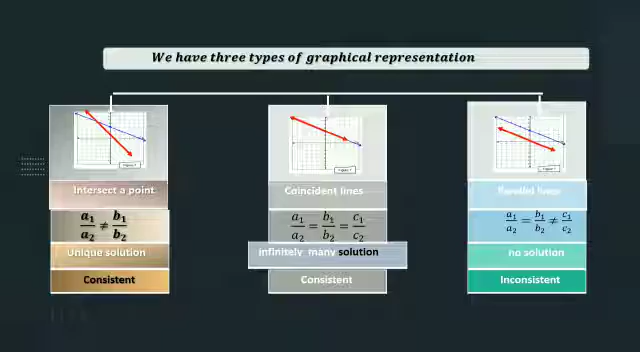 We have three types of graphical representation
Intersect a point
a₁/a₂ ≠ b₁/b₂
Unique solution
Consistent
Coincident lines
a₁/a₂ = b₁/b₂ = c₁/c₂
infinitely many solution
Consistent
Parallel lines
a₁/a₂ = b₁/b₂ ≠ c₁/c₂
no solution
Inconsistent